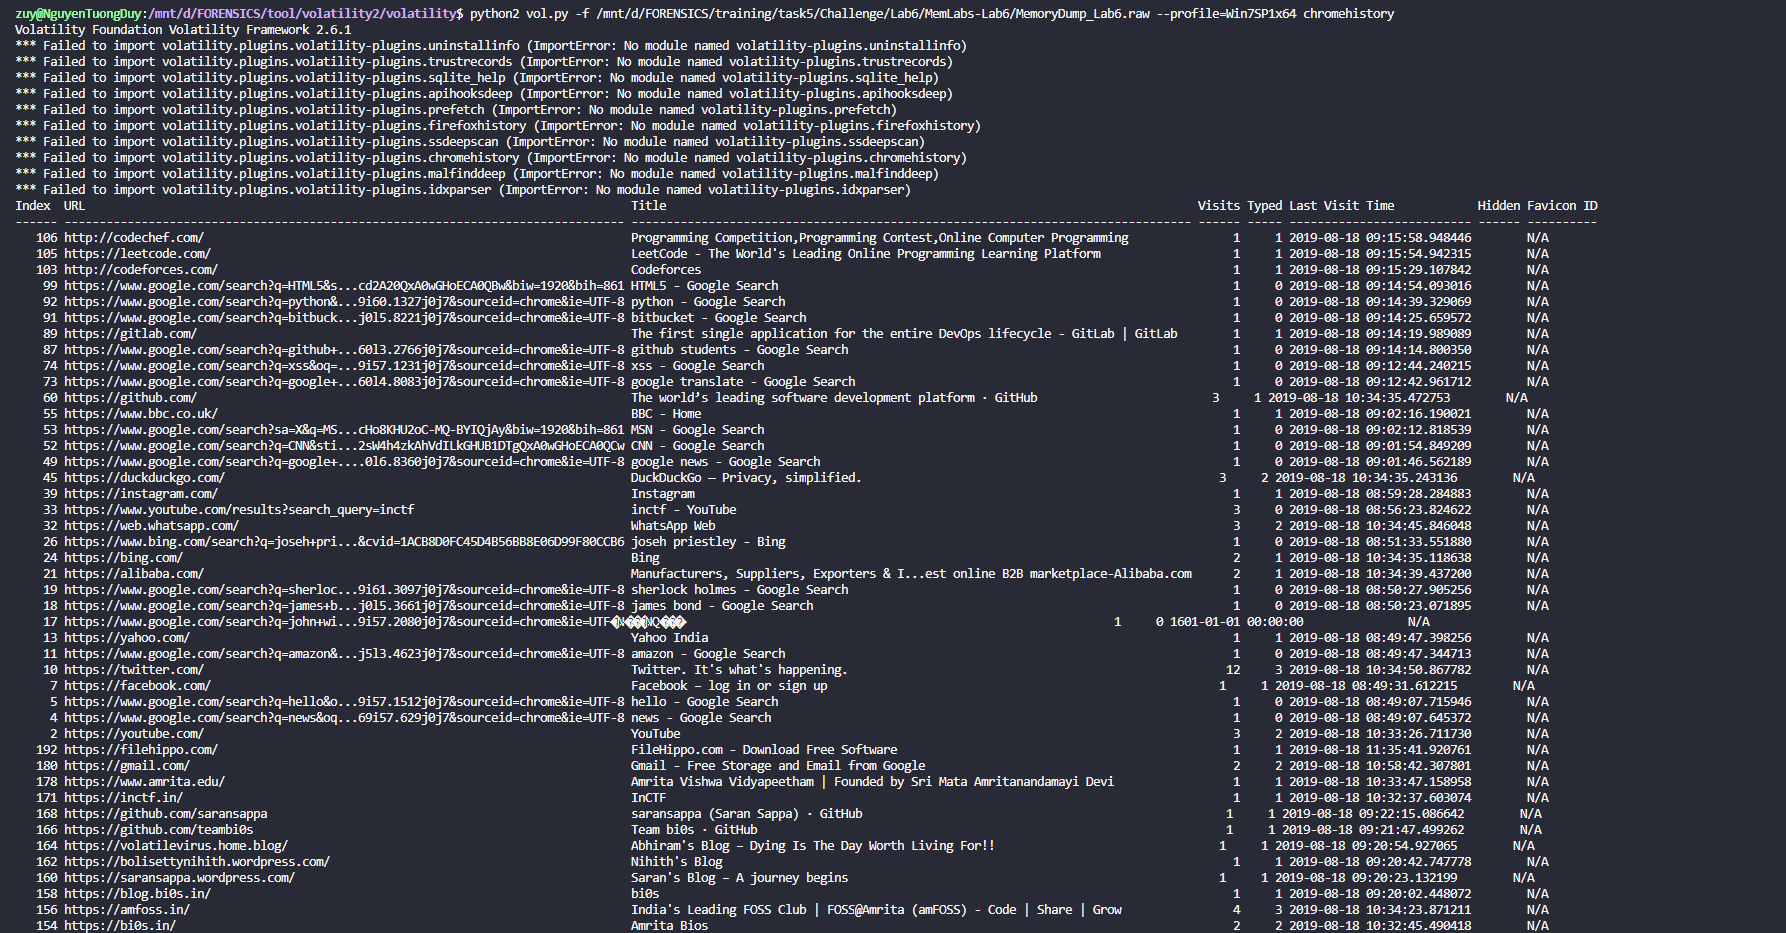 zuy@NguyenTuongDuy:/mnt/d/FORENSICS/tool/volatility2/volatility$ python2 vol.py -f /mnt/d/FORENSICS/training/task5/Challenge/Lab6/MemLabs-Lab6/MemoryDump_Lab6.raw --profile=Win7SP1x64 chromehistory
Volatility Foundation Volatility Framework 2.6.1
*** Failed to import volatility.plugins.volatility-plugins.uninstallinfo (ImportError: No module named volatility-plugins.uninstallinfo)
*** Failed to import volatility.plugins.volatility-plugins.trustrecords (ImportError: No module named volatility-plugins.trustrecords)
*** Failed to import volatility.plugins.volatility-plugins.sqlite_help (ImportError: No module named volatility-plugins.sqlite_help)
*** Failed to import volatility.plugins.volatility-plugins.apihooksdeep (ImportError: No module named volatility-plugins.apihooksdeep)
*** Failed to import volatility.plugins.volatility-plugins.prefetch (ImportError: No module named volatility-plugins.prefetch)
*** Failed to import volatility.plugins.volatility-plugins.firefoxhistory (ImportError: No module named volatility-plugins.firefoxhistory)
*** Failed to import volatility.plugins.volatility-plugins.ssdeepscan (ImportError: No module named volatility-plugins.ssdeepscan)
*** Failed to import volatility.plugins.volatility-plugins.chromehistory (ImportError: No module named volatility-plugins.chromehistory)
*** Failed to import volatility.plugins.volatility-plugins.malfinddeep (ImportError: No module named volatility-plugins.malfinddeep)
*** Failed to import volatility.plugins.volatility-plugins.idxparser (ImportError: No module named volatility-plugins.idxparser)
Index URL Title Visits Typed Last Visit Time Hidden Favicon ID
------ -------------------------------------------------------------------------------- -------------------------------------------------------------------------------- ------ ----- -------------------------- ------ ----------
106 http://codechef.com/ Programming Competition,Programming Contest,Online Computer Programming 1 1 2019-08-18 09:15:58.948446 N/A
105 https://leetcode.com/ LeetCode - The World's Leading Online Programming Learning Platform 1 1 2019-08-18 09:15:54.942315 N/A
103 http://codeforces.com/ Codeforces 1 1 2019-08-18 09:15:29.107842 N/A
99 https://www.google.com/search?q=HTML5&s...cd2A20QxA0wGHoECA0QBw&biw=1920&bih=861 HTML5 - Google Search 1 0 2019-08-18 09:14:54.093016 N/A
92 https://www.google.com/search?q=python&...9i60.1327j0j7&sourceid=chrome&ie=UTF-8 python - Google Search 1 0 2019-08-18 09:14:39.329069 N/A
91 https://www.google.com/search?q=bitbuck...j0l5.8221j0j7&sourceid=chrome&ie=UTF-8 bitbucket - Google Search 1 0 2019-08-18 09:14:25.659572 N/A
89 https://gitlab.com/ The first single application for the entire DevOps lifecycle - GitLab | GitLab 1 1 2019-08-18 09:14:19.989089 N/A
87 https://www.google.com/search?q=github+...60l3.2766j0j7&sourceid=chrome&ie=UTF-8 github students - Google Search 1 0 2019-08-18 09:14:14.800350 N/A
74 https://www.google.com/search?q=xss&oq=...9i57.1231j0j7&sourceid=chrome&ie=UTF-8 xss - Google Search 1 0 2019-08-18 09:12:44.240215 N/A
73 https://www.google.com/search?q=google+...60l4.8083j0j7&sourceid=chrome&ie=UTF-8 google translate - Google Search 1 0 2019-08-18 09:12:42.961712 N/A
60 https://github.com/ The world’s leading software development platform · GitHub 3 1 2019-08-18 10:34:35.472753 N/A
55 https://www.bbc.co.uk/ BBC - Home 1 1 2019-08-18 09:02:16.190021 N/A
53 https://www.google.com/search?sa=X&q=MS...cHo8KHU2oC-MQ-BYIQjAy&biw=1920&bih=861 MSN - Google Search 1 0 2019-08-18 09:02:12.818539 N/A
52 https://www.google.com/search?q=CNN&sti...2sW4h4zkAhVdILkGHUB1DTgQxA0wGHoECA0QCw CNN - Google Search 1 0 2019-08-18 09:01:54.849209 N/A
49 https://www.google.com/search?q=google+....0l6.8360j0j7&sourceid=chrome&ie=UTF-8 google news - Google Search 1 0 2019-08-18 09:01:46.562189 N/A
45 https://duckduckgo.com/ DuckDuckGo — Privacy, simplified. 3 2 2019-08-18 10:34:35.243136 N/A
39 https://instagram.com/ Instagram 1 1 2019-08-18 08:59:28.284883 N/A
33 https://www.youtube.com/results?search_query=inctf inctf - YouTube 3 0 2019-08-18 08:56:23.824622 N/A
32 https://web.whatsapp.com/ WhatsApp Web 3 2 2019-08-18 10:34:45.846048 N/A
26 https://www.bing.com/search?q=joseh+pri...&cvid=1ACB8D0FC45D4B56BB8E06D99F80CCB6 joseh priestley - Bing 1 0 2019-08-18 08:51:33.551880 N/A
24 https://bing.com/ Bing 2 1 2019-08-18 10:34:35.118638 N/A
21 https://alibaba.com/ Manufacturers, Suppliers, Exporters & I...est online B2B marketplace-Alibaba.com 2 1 2019-08-18 10:34:39.437200 N/A
19 https://www.google.com/search?q=sherloc...9i61.3097j0j7&sourceid=chrome&ie=UTF-8 sherlock holmes - Google Search 1 0 2019-08-18 08:50:27.905256 N/A
18 https://www.google.com/search?q=james+b...j0l5.3661j0j7&sourceid=chrome&ie=UTF-8 james bond - Google Search 1 0 2019-08-18 08:50:23.071895 N/A
17 https://www.google.com/search?q=john+wi...9i57.2080j0j7&sourceid=chrome&ie=UTF 1 0 1601-01-01 00:00:00 N/A
13 https://yahoo.com/ Yahoo India 1 1 2019-08-18 08:49:47.398256 N/A
11 https://www.google.com/search?q=amazon&...j5l3.4623j0j7&sourceid=chrome&ie=UTF-8 amazon - Google Search 1 0 2019-08-18 08:49:47.344713 N/A
10 https://twitter.com/ Twitter. It's what's happening. 12 3 2019-08-18 10:34:50.867782 N/A
7 https://facebook.com/ Facebook – log in or sign up 1 1 2019-08-18 08:49:31.612215 N/A
5 https://www.google.com/search?q=hello&o...9i57.1512j0j7&sourceid=chrome&ie=UTF-8 hello - Google Search 1 0 2019-08-18 08:49:07.715946 N/A
4 https://www.google.com/search?q=news&oq...69i57.629j0j7&sourceid=chrome&ie=UTF-8 news - Google Search 1 0 2019-08-18 08:49:07.645372 N/A
2 https://youtube.com/ YouTube 3 2 2019-08-18 10:33:26.711730 N/A
192 https://filehippo.com/ FileHippo.com - Download Free Software 1 1 2019-08-18 11:35:41.920761 N/A
180 https://gmail.com/ Gmail - Free Storage and Email from Google 2 2 2019-08-18 10:58:42.307801 N/A
178 https://www.amrita.edu/ Amrita Vishwa Vidyapeetham | Founded by Sri Mata Amritanandamayi Devi 1 1 2019-08-18 10:33:47.158958 N/A
171 https://inctf.in/ InCTF 1 1 2019-08-18 10:32:37.603074 N/A
168 https://github.com/saransappa saransappa (Saran Sappa) · GitHub 1 1 2019-08-18 09:22:15.086642 N/A
166 https://github.com/teambi0s Team bi0s · GitHub 1 1 2019-08-18 09:21:47.499262 N/A
164 https://volatilevirus.home.blog/ Abhiram's Blog – Dying Is The Day Worth Living For!! 1 1 2019-08-18 09:20:54.927065 N/A
162 https://bolisettynihith.wordpress.com/ Nihith's Blog 1 1 2019-08-18 09:20:42.747778 N/A
160 https://saransappa.wordpress.com/ Saran's Blog – A journey begins 1 1 2019-08-18 09:20:23.132199 N/A
158 https://blog.bi0s.in/ bi0s 1 1 2019-08-18 09:20:02.448072 N/A
156 https://amfoss.in/ India's Leading FOSS Club | FOSS@Amrita (amFOSS) - Code | Share | Grow 4 3 2019-08-18 10:34:23.871211 N/A
154 https://bi0s.in/ Amrita Bios 2 2 2019-08-18 10:32:45.490418 N/A